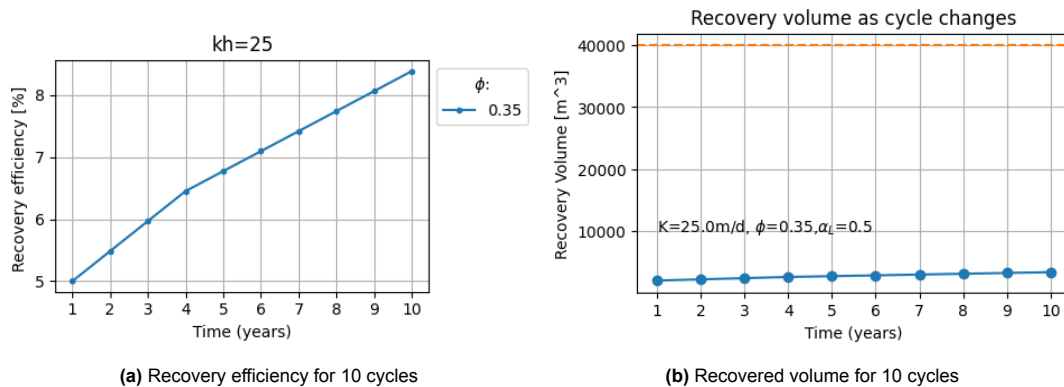 kh=25
Recovery efficiency [%]
8
7
6
5
1 2 3 4 5 6 7 8 9 10
Time (years)
ϕ:
0.35
(a) Recovery efficiency for 10 cycles
Recovery volume as cycle changes
Recovery Volume [m^3]
40000
30000
20000
10000
K=25.0m/d, ϕ=0.35,α_L=0.5
1 2 3 4 5 6 7 8 9 10
Time (years)
(b) Recovered volume for 10 cycles